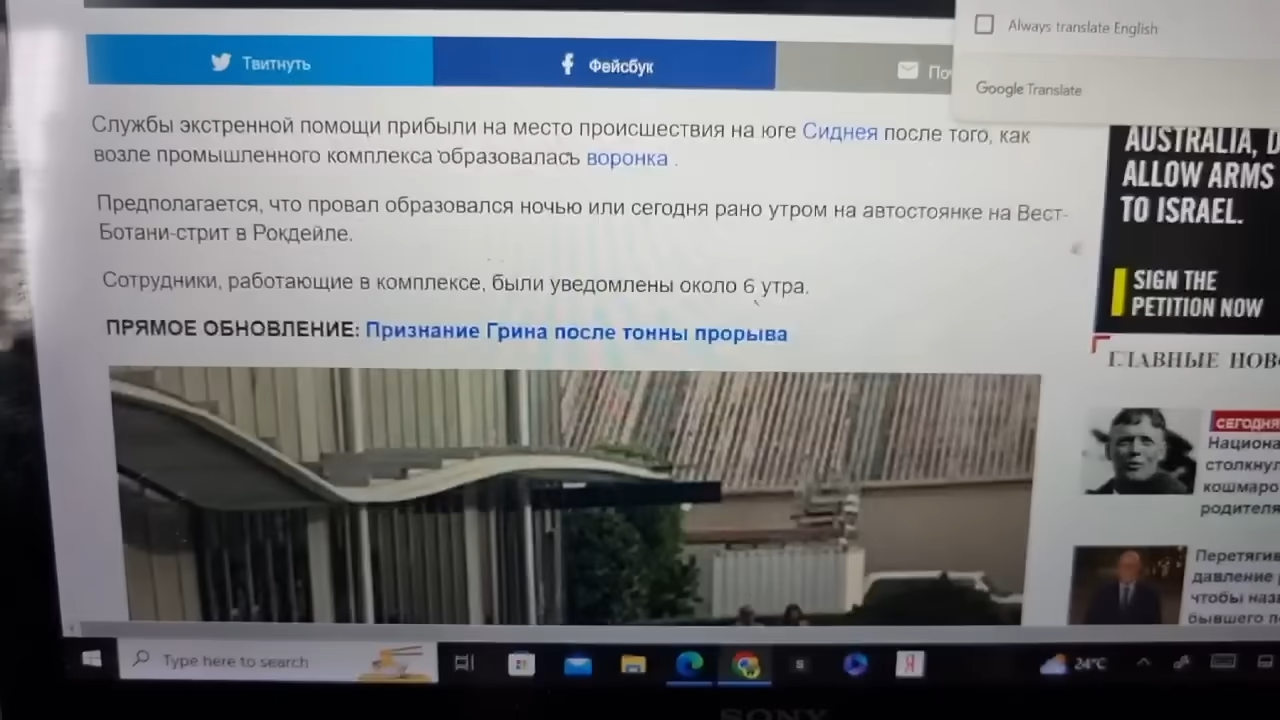 Always translate English
Твитнуть
Фейсбук
Google Translate
Службы экстренной помощи прибыли на место происшествия на юге Сиднея после того, как
возле промышленного комплекса образовалась воронка .
Предполагается, что провал образовался ночью или сегодня рано утром на автостоянке на Вест-
Ботани-стрит в Рокдейле.
Сотрудники, работающие в комплексе, были уведомлены около 6 утра.
ПРЯМОЕ ОБНОВЛЕНИЕ: Признание Грина после тонны прорыва
AUSTRALIA,
ALLOW ARMS
TO ISRAEL.
SIGN THE
PETITION NOW
ГЛАВНЫЕ
СЕГОДНЯ
давление
чтобы
Type here to search
24°C
SONY